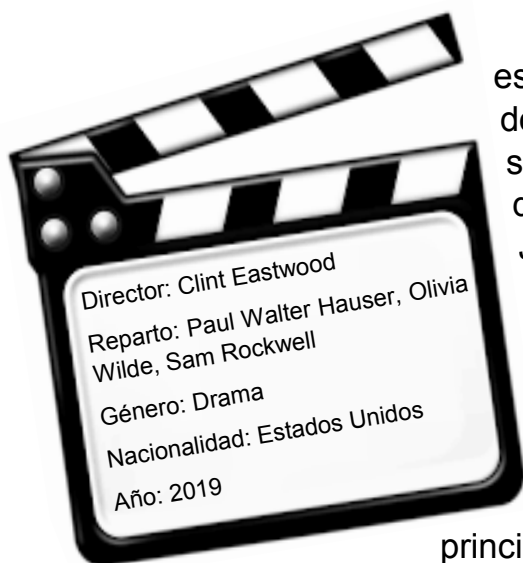 Director: Clint Eastwood
Reparto: Paul Walter Hauser, Olivia
Wilde, Sam Rockwell
Género: Drama
Nacionalidad: Estados Unidos
Año: 2019